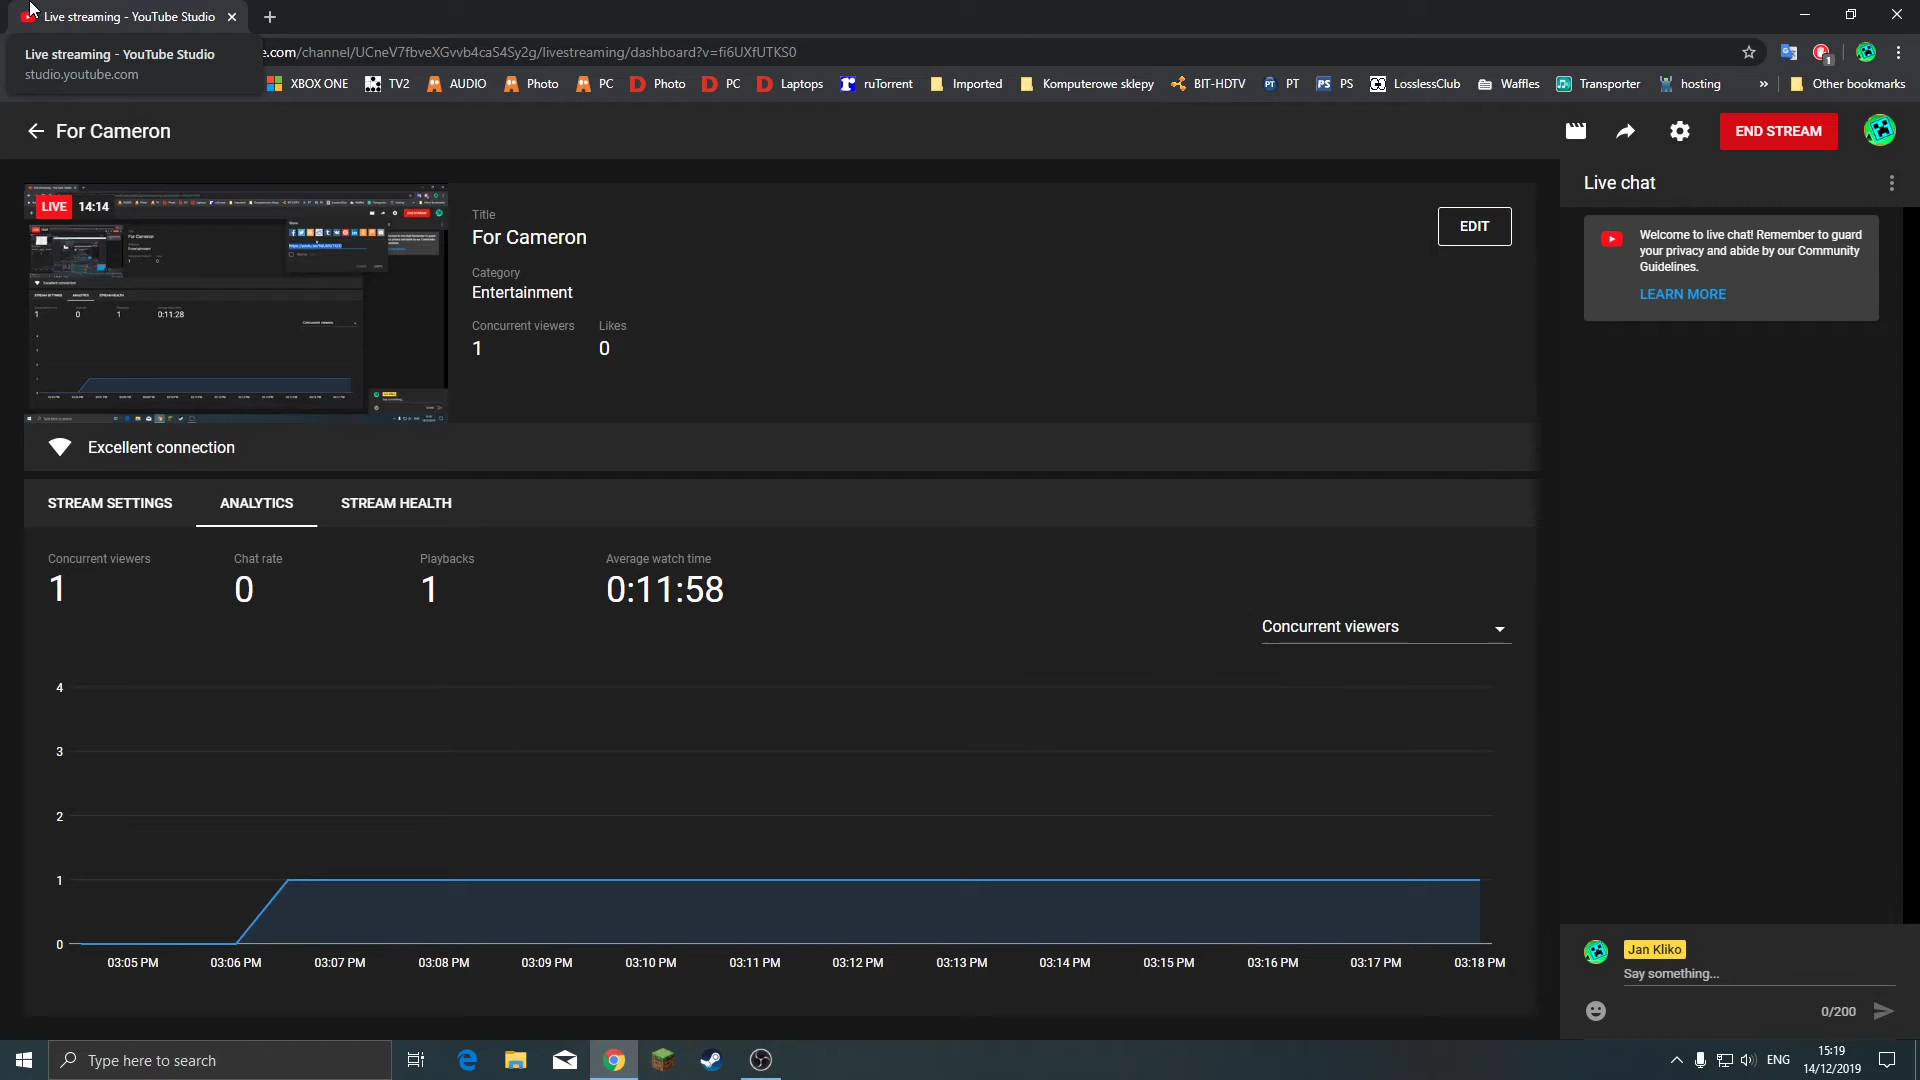 Live streaming - YouTube Studio
Live streaming - YouTube Studio
studio.youtube.com
e.com/channel/UCneV7fbveXGvvb4caS4Sy2g/livestreaming/dashboard?v=fi6UXfUTKS0
1
XBOX ONE
TV2
AUDIO
Photo
PC
Photo
PC
Laptops
ruTorrent
Imported
Komputerowe sklepy
BIT-HDTV
PT
PS
LosslessClub
Waffles
Transporter
hosting
»
Other bookmarks
For Cameron
END STREAM
LIVE 14:14
Title
For Cameron
EDIT
Category
Entertainment
Concurrent viewers
Likes
1
0
Excellent connection
STREAM SETTINGS
ANALYTICS
STREAM HEALTH
Concurrent viewers
Chat rate
Playbacks
Average watch time
1
0
1
0:11:58
Concurrent viewers
4
3
2
1
0
03:05 PM
03:06 PM
03:07 PM
03:08 PM
03:09 PM
03:10 PM
03:11 PM
03:12 PM
03:13 PM
03:14 PM
03:15 PM
03:16 PM
03:17 PM
03:18 PM
Live chat
Welcome to live chat! Remember to guard
your privacy and abide by our Community
Guidelines.
LEARN MORE
Jan Kliko
Say something...
0/200
Type here to search
ENG
15:19
14/12/2019